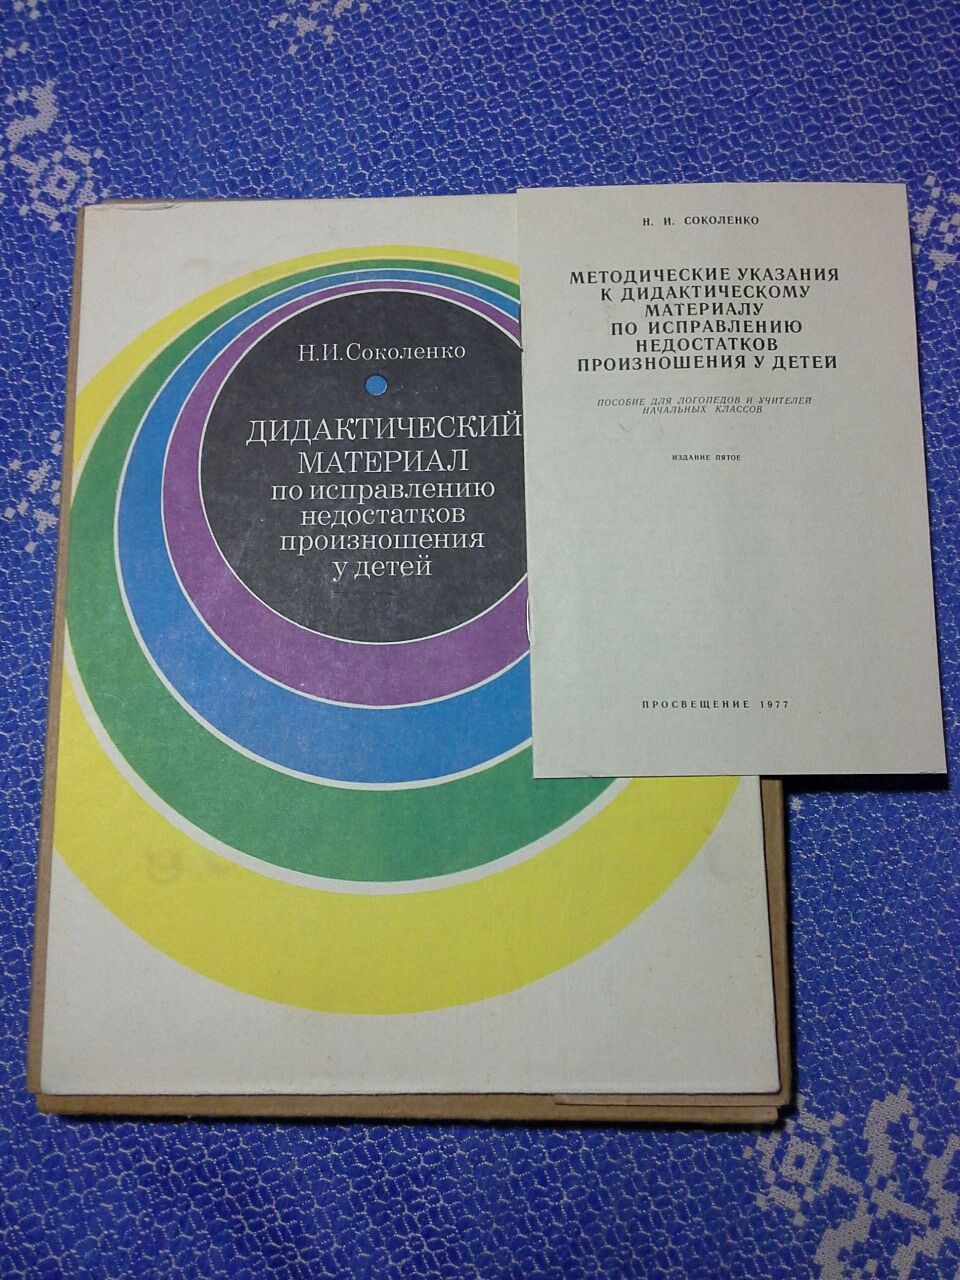 Н.И.Соколенко
ДИДАКТИЧЕСКИЙ
МАТЕРИАЛ
по исправлению
недостатков
произношения
у детей
Н. И. СОКОЛЕНКО
МЕТОДИЧЕСКИЕ УКАЗАНИЯ
К ДИДАКТИЧЕСКОМУ
МАТЕРИАЛУ
ПО ИСПРАВЛЕНИЮ
НЕДОСТАТКОВ
ПРОИЗНОШЕНИЯ У ДЕТЕЙ
ПОСОБИЕ ДЛЯ ЛОГОПЕДОВ И УЧИТЕЛЕЙ
НАЧАЛЬНЫХ КЛАССОВ
ИЗДАНИЕ ПЯТОЕ
ПРОСВЕЩЕНИЕ 1977